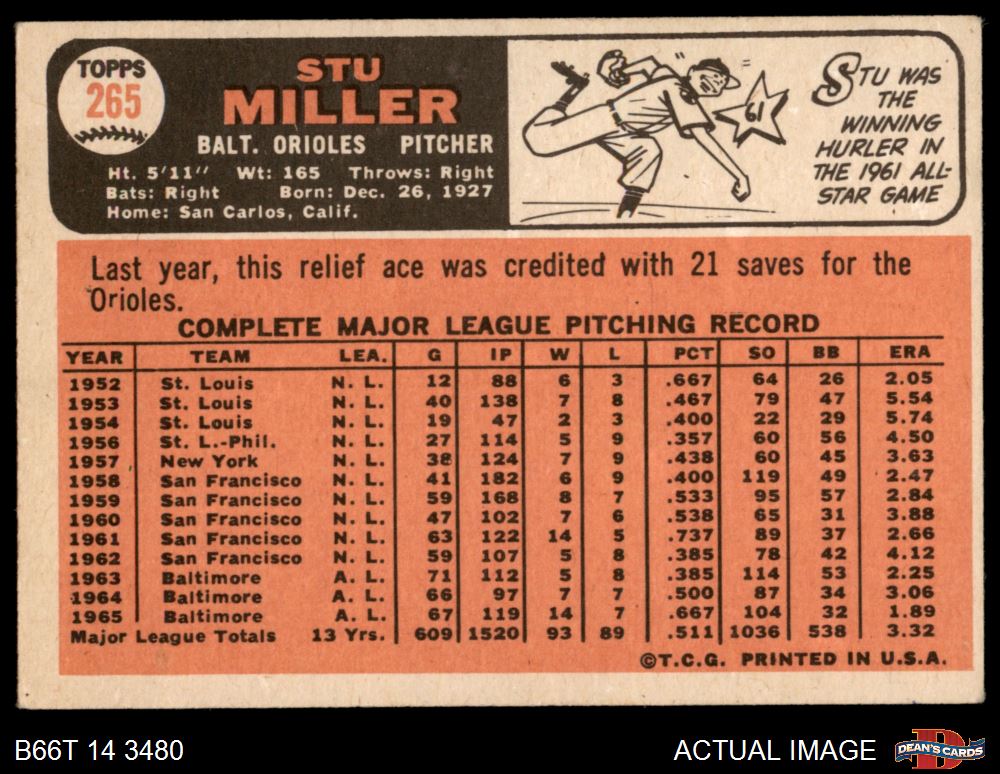 TOPPS
265
STU
MILLER
BALT. ORIOLES PITCHER
Ht. 5'11" Wt: 165 Throws: Right
Bats: Right Born: Dec. 26, 1927
Home: San Carlos, Calif.
61
STU WAS
THE
WINNING
HURLER IN
THE 1961 ALL-
STAR GAME
Last year, this relief ace was credited with 21 saves for the
Orioles.
COMPLETE MAJOR LEAGUE PITCHING RECORD
YEAR TEAM LEA. G IP W L PCT SO BB ERA
1952 St. Louis N. L. 12 88 6 3 .667 64 26 2.05
1953 St. Louis N. L. 40 138 7 8 .467 79 47 5.54
1954 St. Louis N. L. 19 47 2 3 .400 22 29 5.74
1956 St. L.-Phil. N. L. 27 114 5 9 .357 60 56 4.50
1957 New York N. L. 38 124 7 9 .438 60 45 3.63
1958 San Francisco N. L. 41 182 6 9 .400 119 49 2.47
1959 San Francisco N. L. 59 168 8 7 .533 95 57 2.84
1960 San Francisco N. L. 47 102 7 6 .538 65 31 3.88
1961 San Francisco N. L. 63 122 14 5 .737 89 37 2.66
1962 San Francisco N. L. 59 107 5 8 .385 78 42 4.12
1963 Baltimore A. L. 71 112 5 8 .385 114 53 2.25
1964 Baltimore A. L. 66 97 7 7 .500 87 34 3.06
1965 Baltimore A. L. 67 119 14 7 .667 104 32 1.89
Major League Totals 13 Yrs. 609 1520 93 89 .511 1036 538 3.32
©T.C.G. PRINTED IN U.S.A.
B66T 14 3480
ACTUAL IMAGE
DEAN'S CARDS